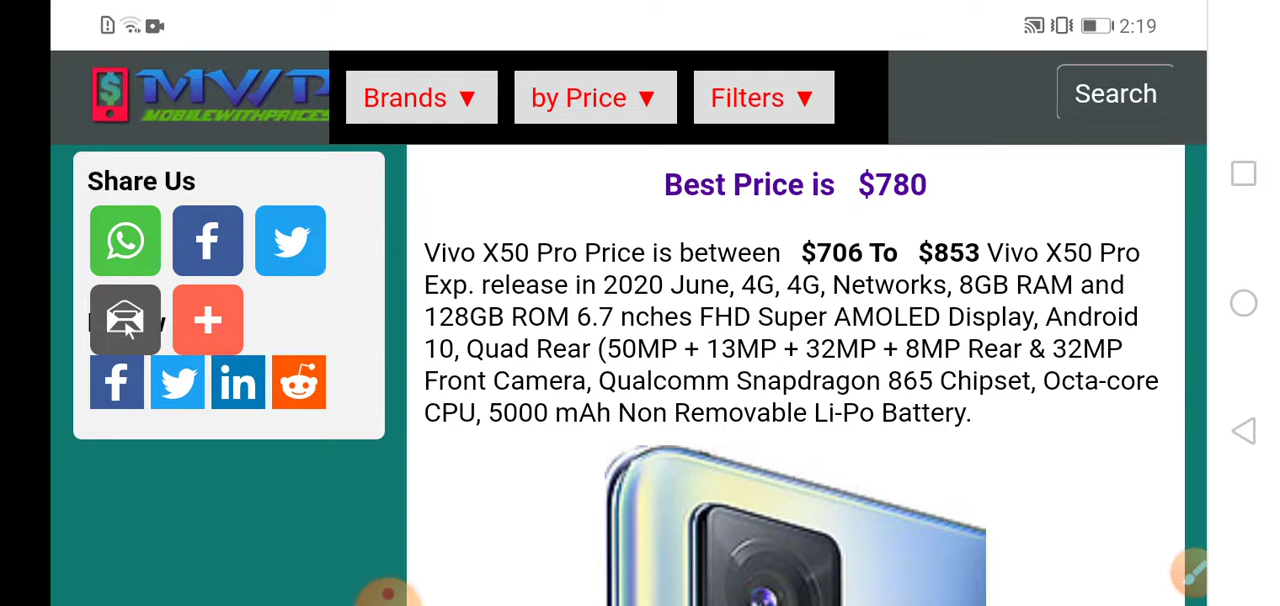 2:19
MWP
MOBILEWITHPRICES
Brands ▼
by Price ▼
Filters ▼
Search
Share Us
Best Price is $780
Vivo X50 Pro Price is between $706 To $853 Vivo X50 Pro
Exp. release in 2020 June, 4G, 4G, Networks, 8GB RAM and
128GB ROM 6.7 nches FHD Super AMOLED Display, Android
10, Quad Rear (50MP + 13MP + 32MP + 8MP Rear & 32MP
Front Camera, Qualcomm Snapdragon 865 Chipset, Octa-core
CPU, 5000 mAh Non Removable Li-Po Battery.